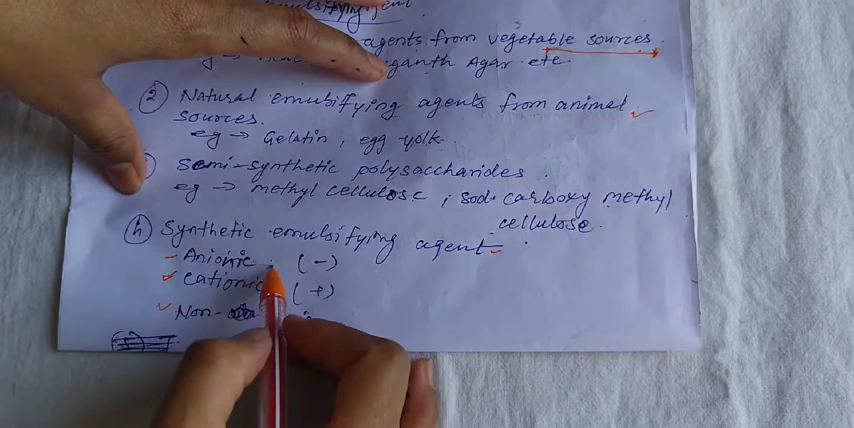 agents from vegetable sources.
Agar etc.
② Natural emulsifying agents from animal
sources.
eg → Gelatin, egg-yolk.
Semi-synthetic polysaccharides.
eg → methyl cellulose, sod. carboxy methyl
cellulose.
④ Synthetic emulsifying agent
- Anionic (-)
Cationic (+)
Non-